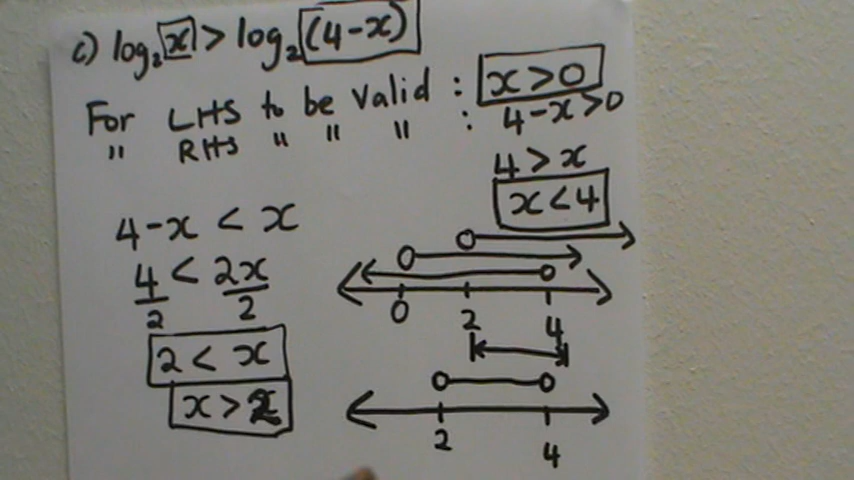 c) log₂x > log₂(4-x)
For LHS to be valid : x>0
" RHS " " " : 4-x>0
4>x
x<4
4-x < x
4/2 < 2x/2
2 < x
x > 2
0 2 4
2 4